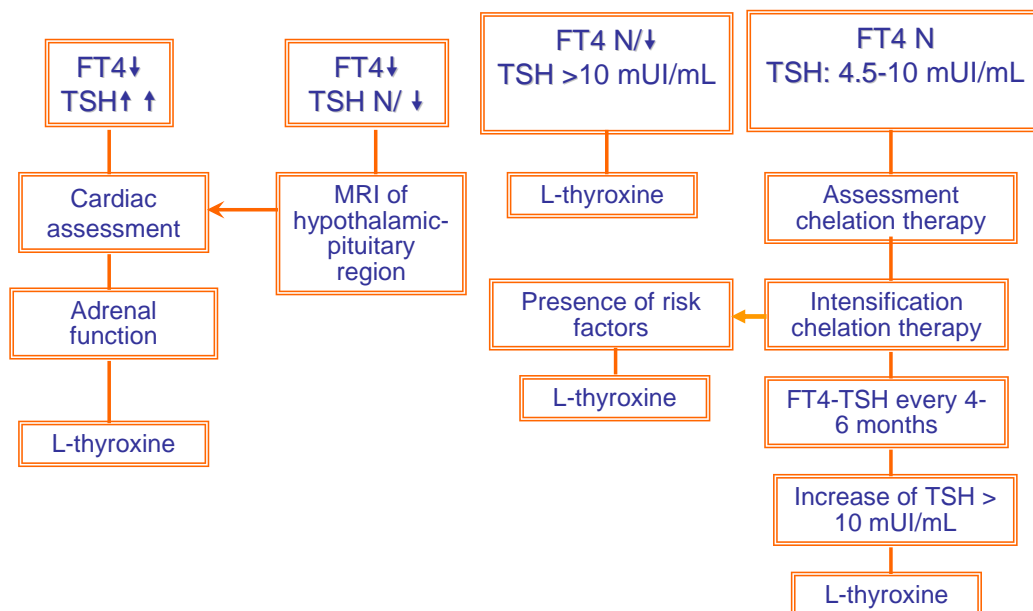 FT4↓
TSH↑ ↑
FT4↓
TSH N/ ↓
FT4 N/↓
TSH >10 mUI/mL
FT4 N
TSH: 4.5-10 mUI/mL
Cardiac
assessment
MRI of
hypothalamic-
pituitary
region
L-thyroxine
Assessment
chelation therapy
Adrenal
function
Presence of risk
factors
Intensification
chelation therapy
L-thyroxine
L-thyroxine
FT4-TSH every 4-
6 months
Increase of TSH >
10 mUI/mL
L-thyroxine